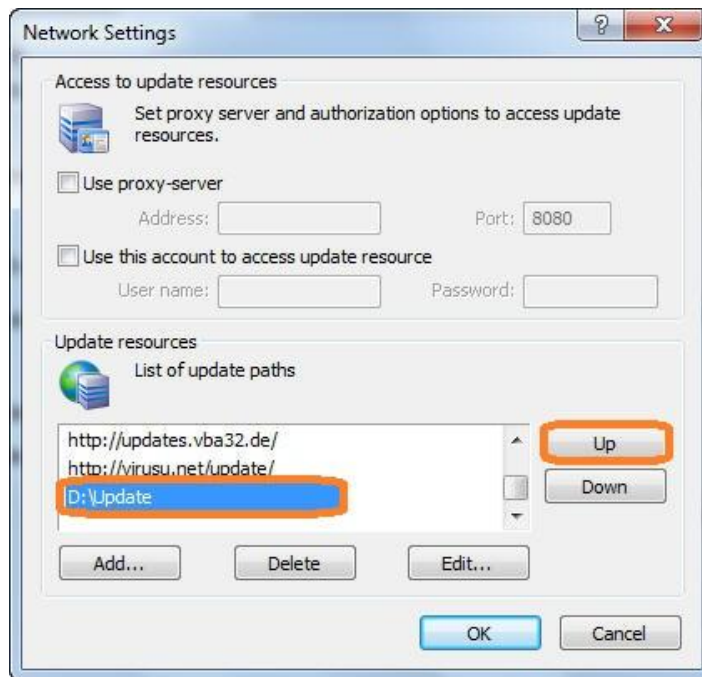 Network Settings
Access to update resources
Set proxy server and authorization options to access update
resources.
Use proxy-server
Address:
Port: 8080
Use this account to access update resource
User name:
Password:
Update resources
List of update paths
http://updates.vba32.de/
http://virusu.net/update/
D:\Update
Up
Down
Add...
Delete
Edit...
OK
Cancel